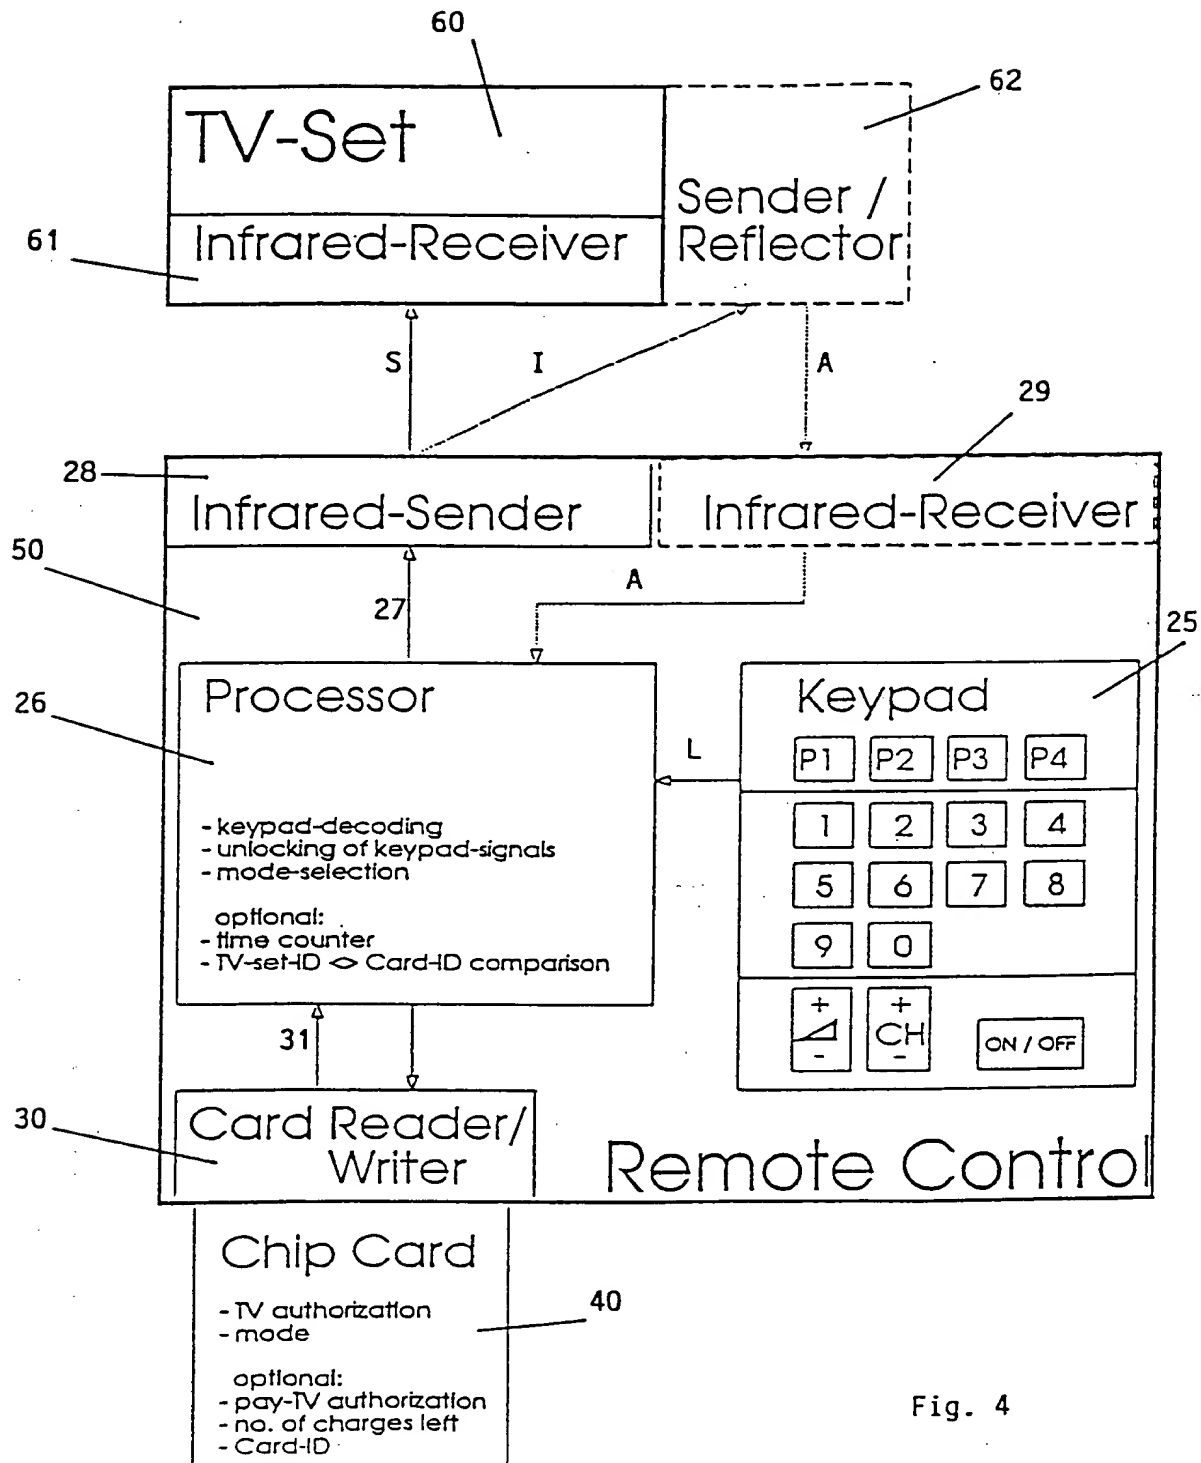 60
62
TV-Set
Sender /
Reflector
61
Infrared-Receiver
S
I
A
29
28
Infrared-Sender
Infrared-Receiver
50
27
A
25
26
Processor
Keypad
L
P1 P2 P3 P4
- keypad-decoding
- unlocking of keypad-signals
- mode-selection
optional:
- time counter
- TV-set-ID <> Card-ID comparison
1 2 3 4
5 6 7 8
9 0
+ +
CH
- -
ON / OFF
31
30
Card Reader/
Writer
Remote Control
Chip Card
- TV authorization
- mode
40
optional:
- pay-TV authorization
- no. of charges left
- Card-ID
Fig. 4